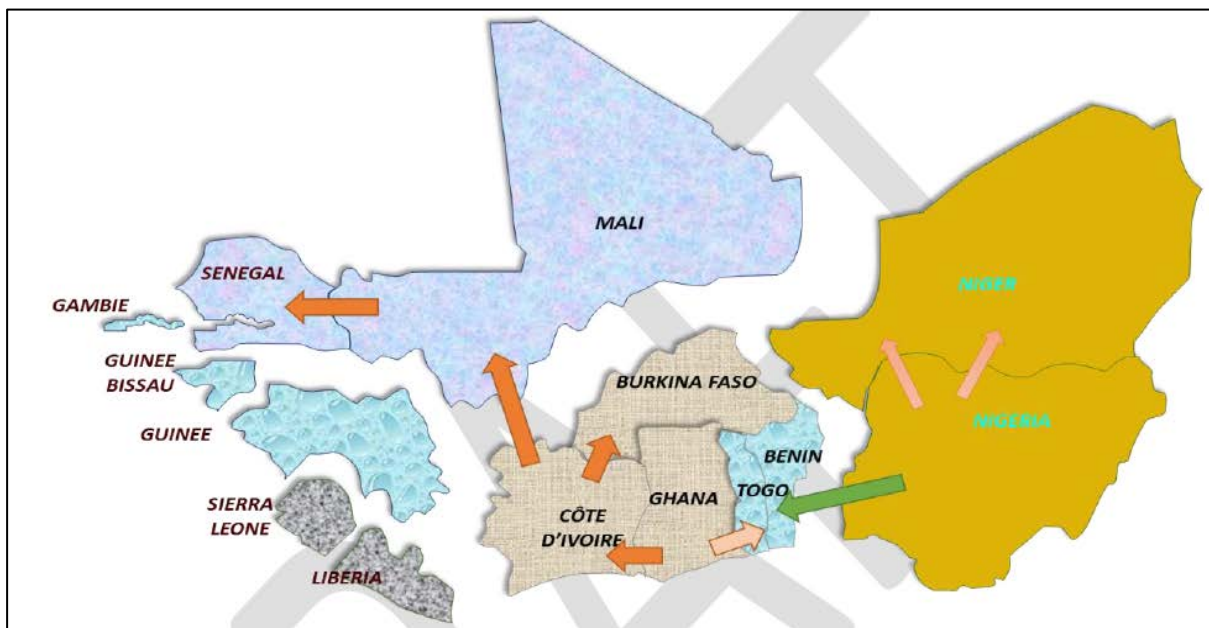 MALI
SENEGAL
GAMBIE
NIGER
GUINEE
BISSAU
BURKINA FASO
GUINEE
NIGERIA
BENIN
TOGO
GHANA
SIERRA
LEONE
CÔTE
D'IVOIRE
LIBERIA